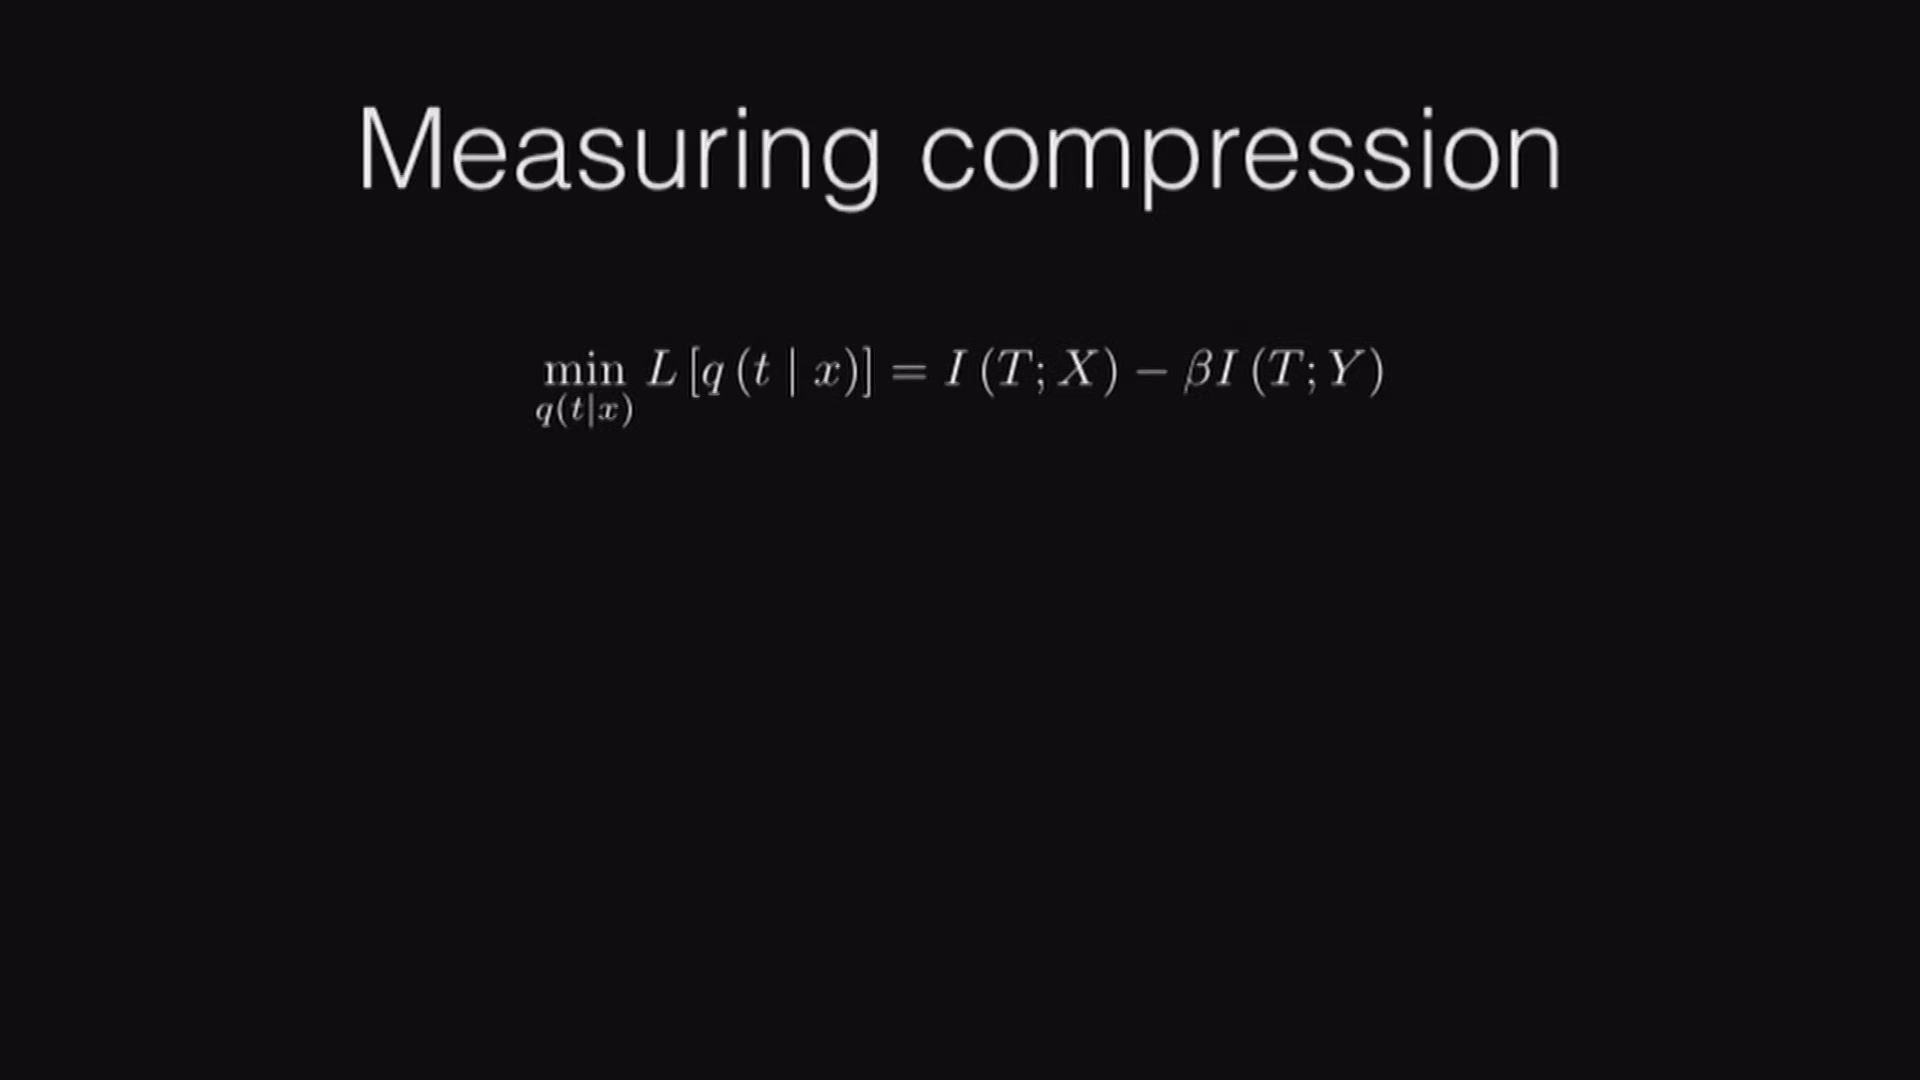 Measuring compression
min L [q (t | x)] = I (T; X) − βI (T; Y)
q(t|x)